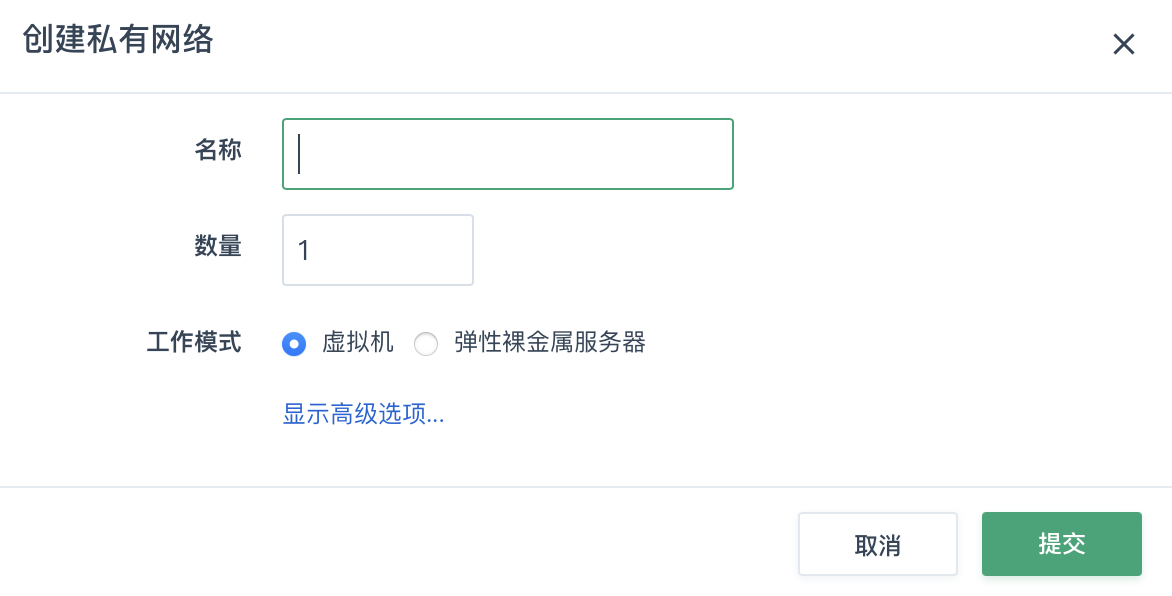 创建私有网络
名称
数量 1
工作模式 虚拟机 弹性裸金属服务器
显示高级选项...
取消 提交